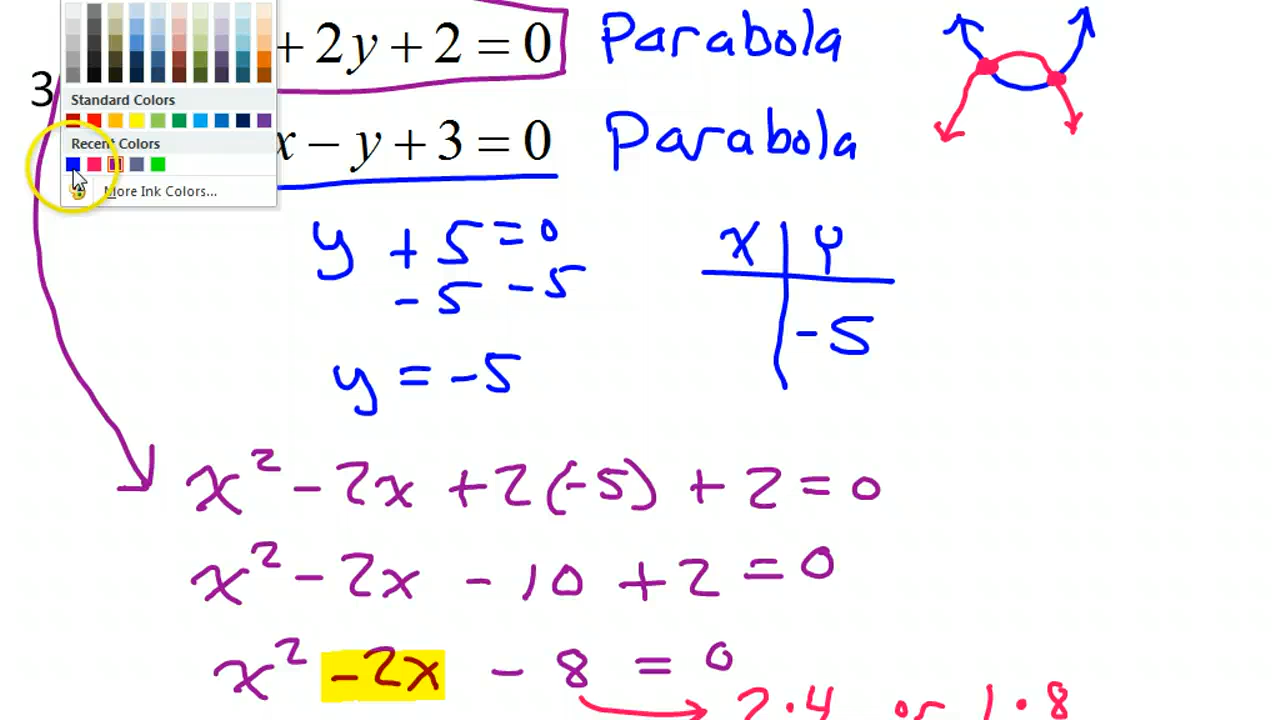 + 2y + 2 = 0 Parabola
3
Standard Colors
x − y + 3 = 0 Parabola
Recent Colors
More Ink Colors...
y + 5 = 0
- 5 - 5
y = -5
x y
-5
x² - 2x + 2(-5) + 2 = 0
x² - 2x - 10 + 2 = 0
x² - 2x - 8 = 0
2·4 or 1·8